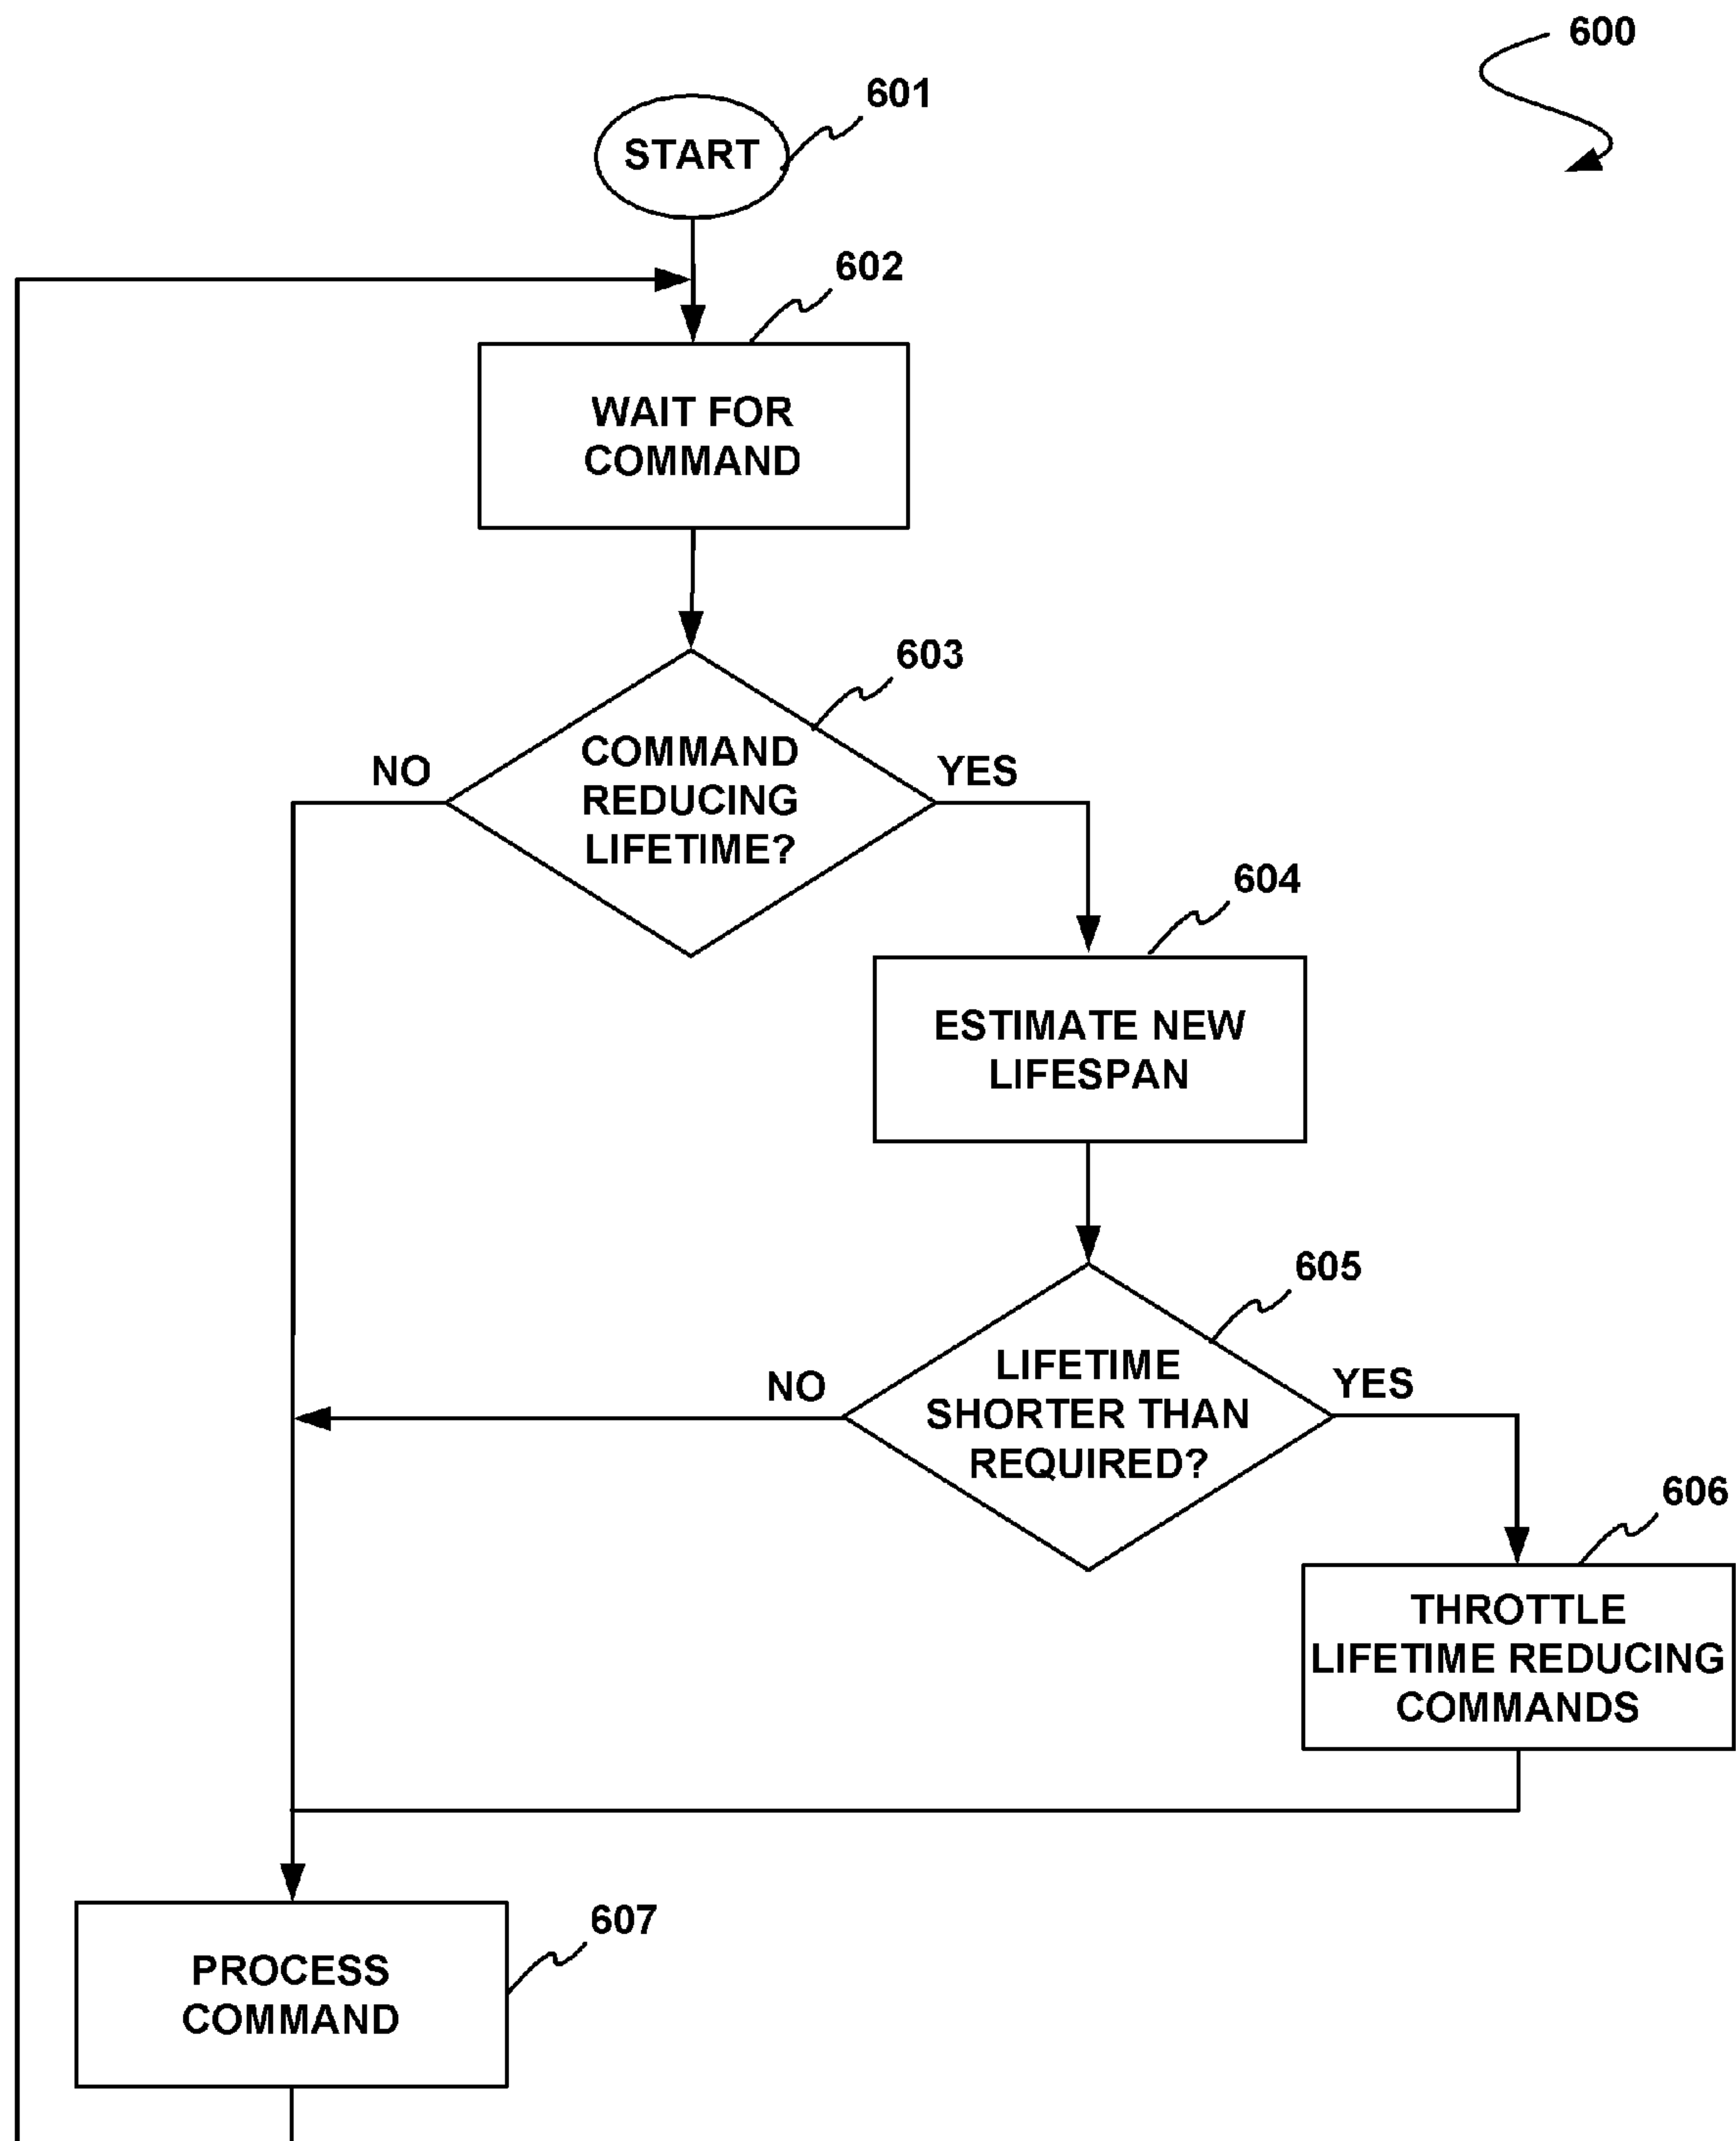 600
601
START
602
WAIT FOR
COMMAND
603
NO
COMMAND
REDUCING
LIFETIME?
YES
604
ESTIMATE NEW
LIFESPAN
605
NO
LIFETIME
SHORTER THAN
REQUIRED?
YES
606
THROTTLE
LIFETIME REDUCING
COMMANDS
607
PROCESS
COMMAND